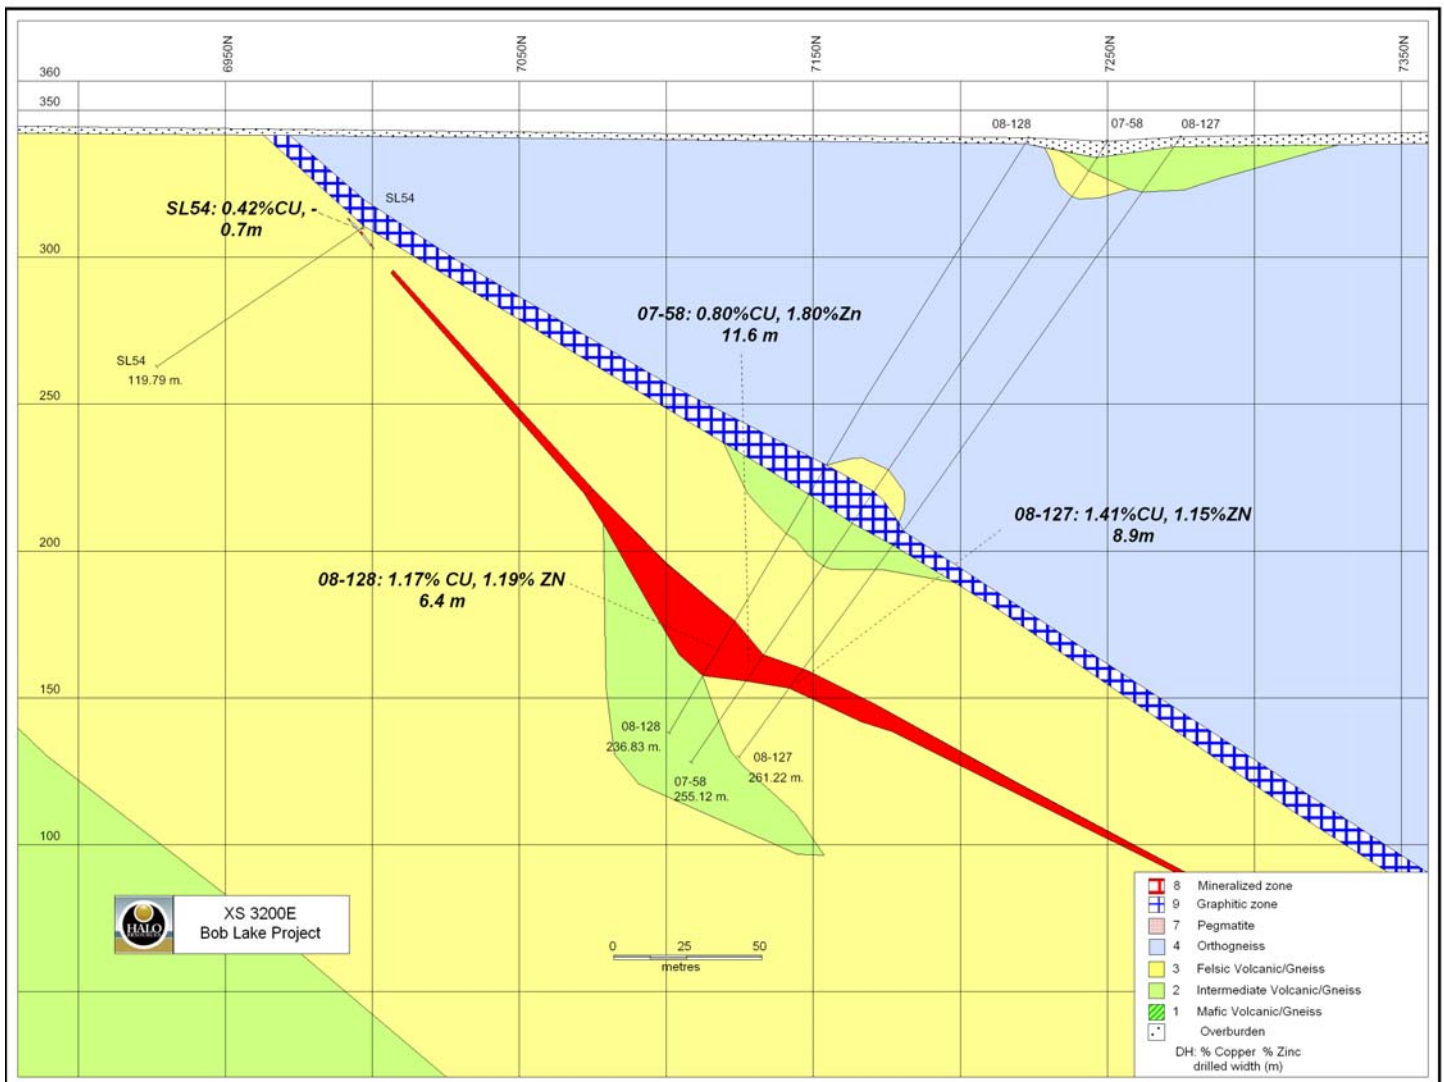 6950N
7050N
7150N
7250N
7350N
360
350
300
250
200
150
100
08-128
07-58
08-127
SL54
SL54: 0.42%CU, -
0.7m
07-58: 0.80%CU, 1.80%Zn
11.6 m
SL54
119.79 m.
08-127: 1.41%CU, 1.15%ZN
8.9m
08-128: 1.17% CU, 1.19% ZN
6.4 m
08-128
236.83 m.
07-58
255.12 m.
08-127
261.22 m.
HALO
RESOURCES
XS 3200E
Bob Lake Project
0 25 50
metres
8 Mineralized zone
9 Graphitic zone
7 Pegmatite
4 Orthogneiss
3 Felsic Volcanic/Gneiss
2 Intermediate Volcanic/Gneiss
1 Mafic Volcanic/Gneiss
Overburden
DH: % Copper % Zinc
drilled width (m)